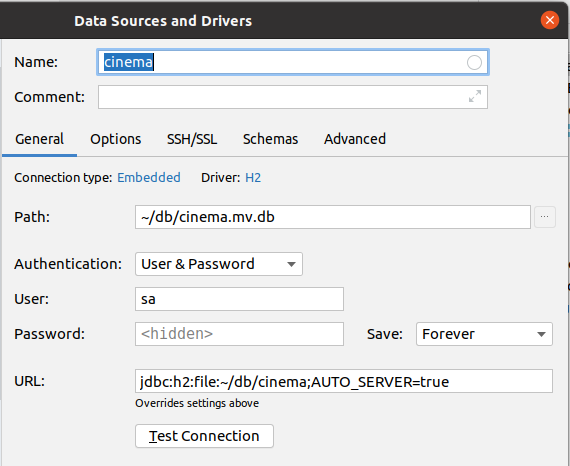 Data Sources and Drivers
Name: cinema
Comment:
General Options SSH/SSL Schemas Advanced
Connection type: Embedded Driver: H2
Path: ~/db/cinema.mv.db ...
Authentication: User & Password
User: sa
Password: <hidden> Save: Forever
URL: jdbc:h2:file:~/db/cinema;AUTO_SERVER=true
Overrides settings above
Test Connection